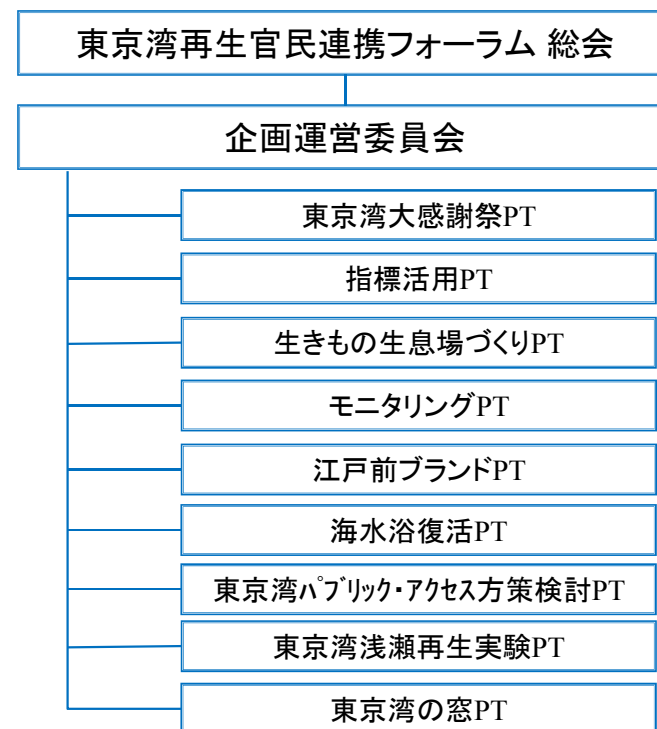 東京湾再生官民連携フォーラム 総会
企画運営委員会
東京湾大感謝祭PT
指標活用PT
生きもの生息場づくりPT
モニタリングPT
江戸前ブランドPT
海水浴復活PT
東京湾ﾊﾟﾌﾞﾘｯｸ・ｱｸｾｽ方策検討PT
東京湾浅瀬再生実験PT
東京湾の窓PT